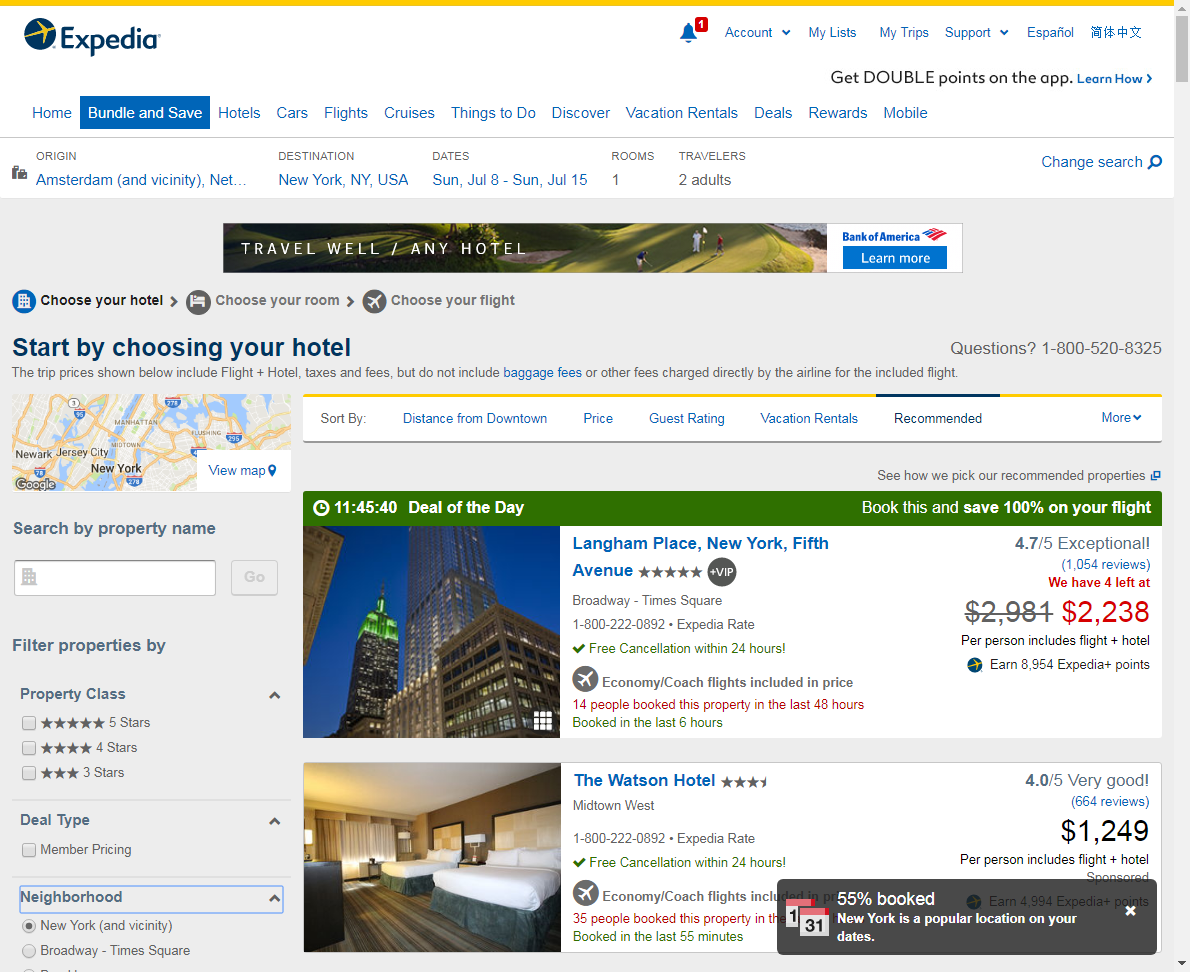 Expedia
1
Account
My Lists
My Trips
Support
Español
简体中文
Get DOUBLE points on the app. Learn How
Home
Bundle and Save
Hotels
Cars
Flights
Cruises
Things to Do
Discover
Vacation Rentals
Deals
Rewards
Mobile
ORIGIN
Amsterdam (and vicinity), Net...
DESTINATION
New York, NY, USA
DATES
Sun, Jul 8 - Sun, Jul 15
ROOMS
1
TRAVELERS
2 adults
Change search
TRAVEL WELL / ANY HOTEL
Bank of America
Learn more
Choose your hotel
Choose your room
Choose your flight
Start by choosing your hotel
Questions? 1-800-520-8325
The trip prices shown below include Flight + Hotel, taxes and fees, but do not include baggage fees or other fees charged directly by the airline for the included flight.
3
278
95
MANHATTAN
FLUSHING
295
MIDTOWN
Newark
Jersey City
New York
78
278
Google
View map
Sort By:
Distance from Downtown
Price
Guest Rating
Vacation Rentals
Recommended
More
See how we pick our recommended properties
Search by property name
Go
Filter properties by
Property Class
5 Stars
4 Stars
3 Stars
Deal Type
Member Pricing
Neighborhood
New York (and vicinity)
Broadway - Times Square
11:45:40 Deal of the Day
Book this and save 100% on your flight
Langham Place, New York, Fifth
Avenue
+VIP
Broadway - Times Square
1-800-222-0892 • Expedia Rate
Free Cancellation within 24 hours!
Economy/Coach flights included in price
14 people booked this property in the last 48 hours
Booked in the last 6 hours
4.7/5 Exceptional!
(1,054 reviews)
We have 4 left at
$2,981 $2,238
Per person includes flight + hotel
Earn 8,954 Expedia+ points
The Watson Hotel
Midtown West
1-800-222-0892 • Expedia Rate
Free Cancellation within 24 hours!
Economy/Coach flights included in pr
35 people booked this property in the
Booked in the last 55 minutes
4.0/5 Very good!
(664 reviews)
$1,249
Per person includes flight + hotel
Sponsored
Earn 4,994 Expedia+ points
1
31
55% booked
New York is a popular location on your
dates.